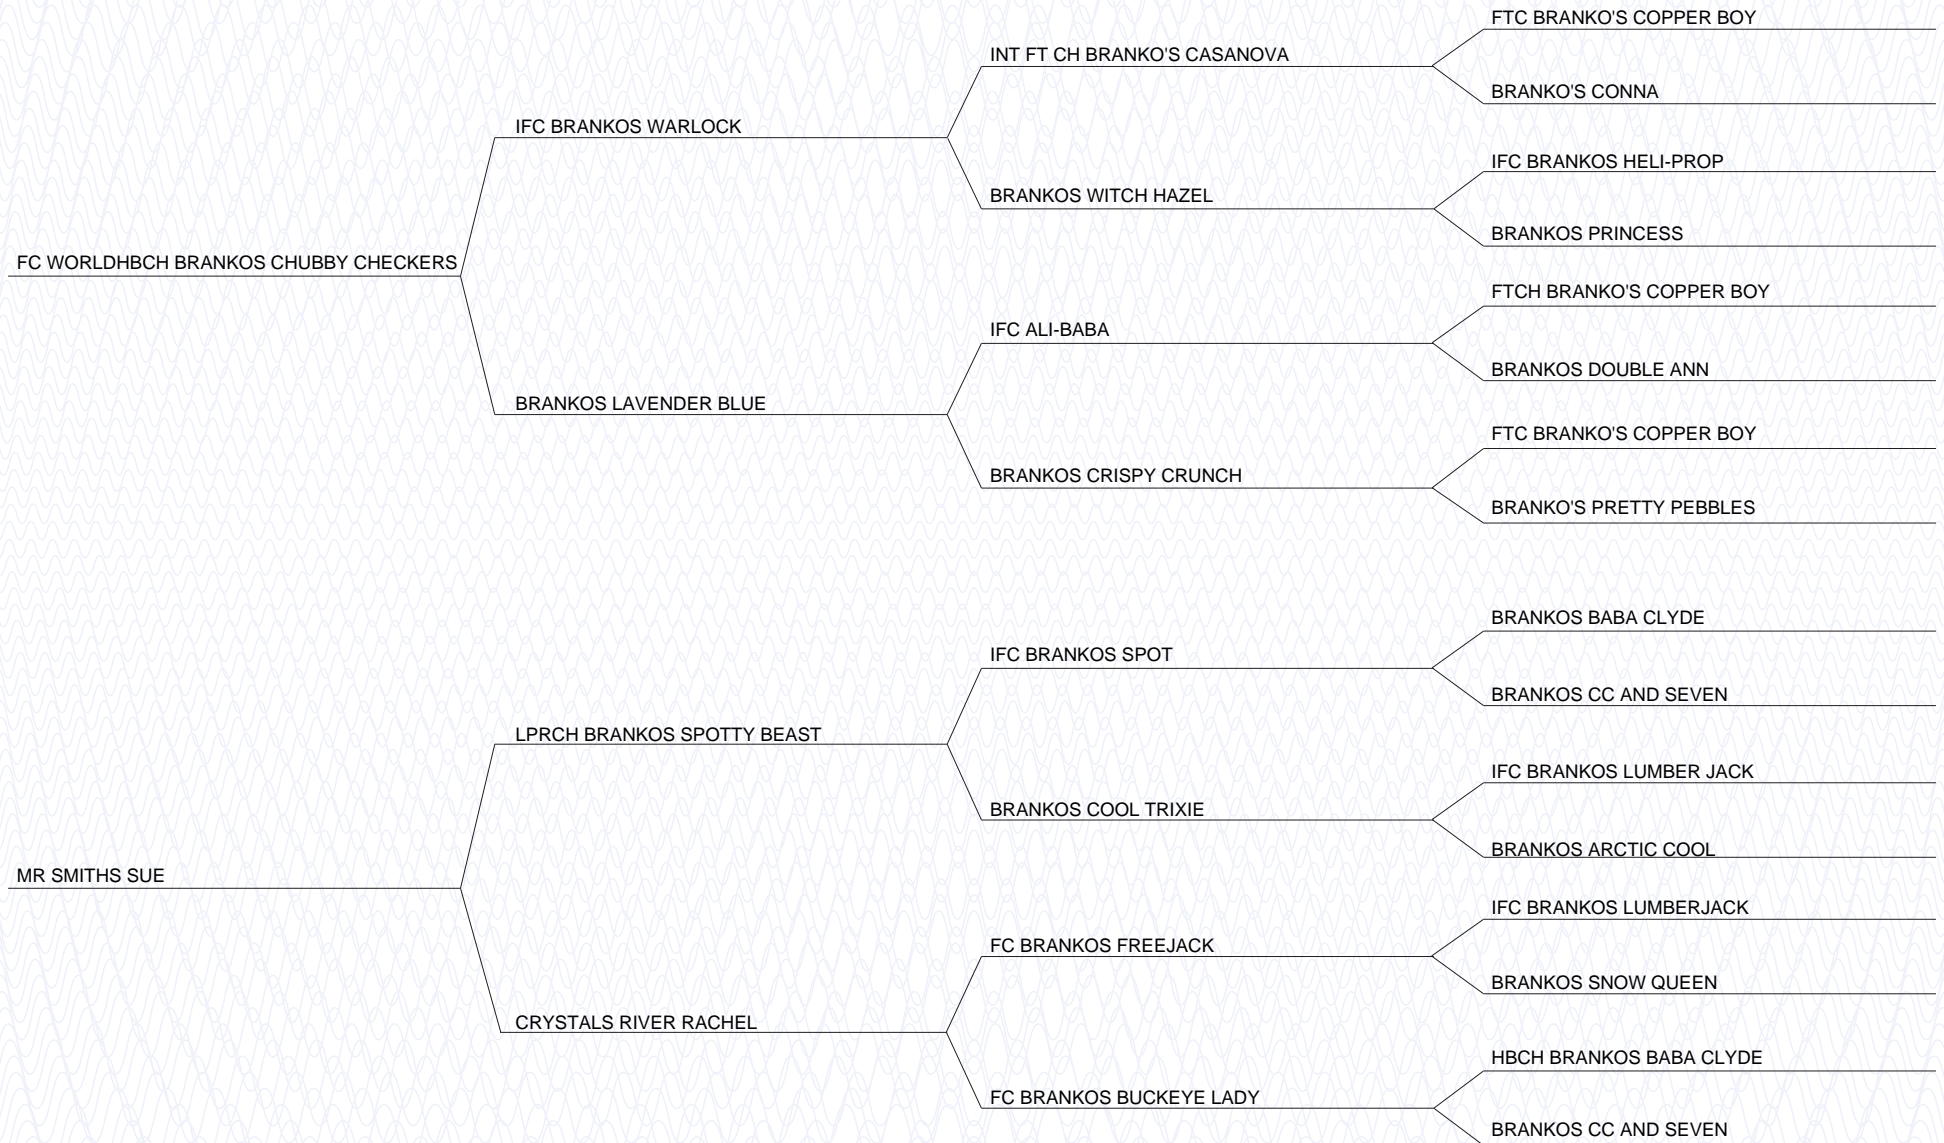 FTC BRANKO'S COPPER BOY
INT FT CH BRANKO'S CASANOVA
BRANKO'S CONNA
IFC BRANKOS WARLOCK
IFC BRANKOS HELI-PROP
BRANKOS WITCH HAZEL
BRANKOS PRINCESS
FC WORLDHBCH BRANKOS CHUBBY CHECKERS
FTCH BRANKO'S COPPER BOY
IFC ALI-BABA
BRANKOS DOUBLE ANN
BRANKOS LAVENDER BLUE
FTC BRANKO'S COPPER BOY
BRANKOS CRISPY CRUNCH
BRANKO'S PRETTY PEBBLES
BRANKOS BABA CLYDE
IFC BRANKOS SPOT
BRANKOS CC AND SEVEN
LPRCH BRANKOS SPOTTY BEAST
IFC BRANKOS LUMBER JACK
BRANKOS COOL TRIXIE
BRANKOS ARCTIC COOL
MR SMITHS SUE
IFC BRANKOS LUMBERJACK
FC BRANKOS FREEJACK
BRANKOS SNOW QUEEN
CRYSTALS RIVER RACHEL
HBCH BRANKOS BABA CLYDE
FC BRANKOS BUCKEYE LADY
BRANKOS CC AND SEVEN